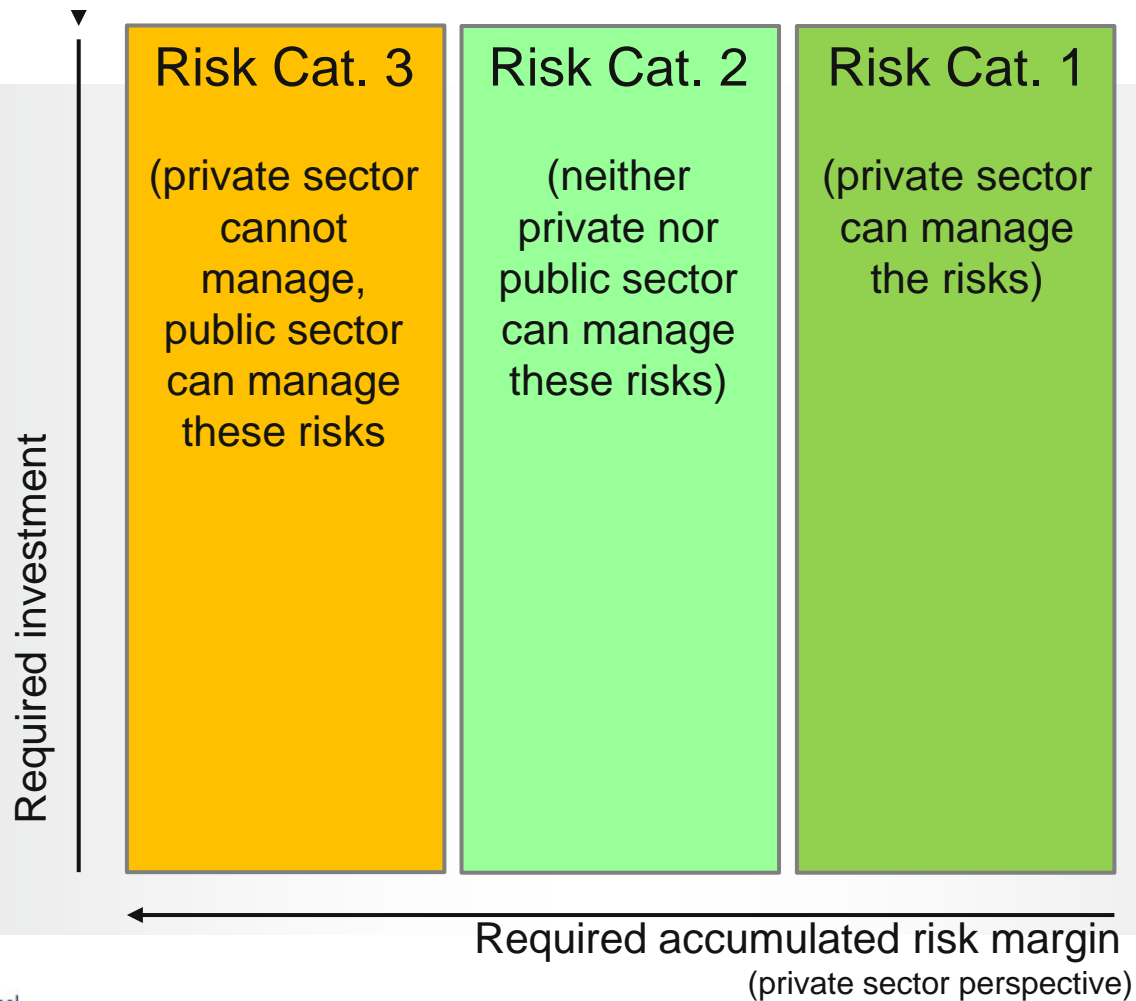 Risk Cat. 3
(private sector
cannot
manage,
public sector
can manage
these risks
Risk Cat. 2
(neither
private nor
public sector
can manage
these risks)
Risk Cat. 1
(private sector
can manage
the risks)
Required investment
Required accumulated risk margin
(private sector perspective)